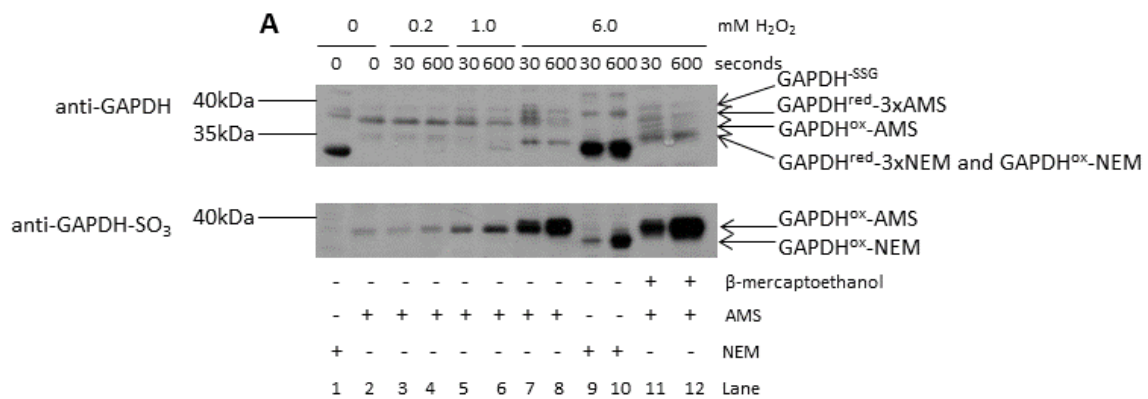 A
0 0.2 1.0 6.0 mM H₂O₂
0 0 30 600 30 600 30 600 30 600 30 600 seconds
anti-GAPDH
40kDa
35kDa
GAPDH⁻ˢˢᴳ
GAPDHʳᵉᵈ-3xAMS
GAPDHᵒˣ-AMS
GAPDHʳᵉᵈ-3xNEM and GAPDHᵒˣ-NEM
anti-GAPDH-SO₃
40kDa
GAPDHᵒˣ-AMS
GAPDHᵒˣ-NEM
- - - - - - - - - - + + β-mercaptoethanol
- + + + + + + + - - + + AMS
+ - - - - - - - + + - - NEM
1 2 3 4 5 6 7 8 9 10 11 12 Lane